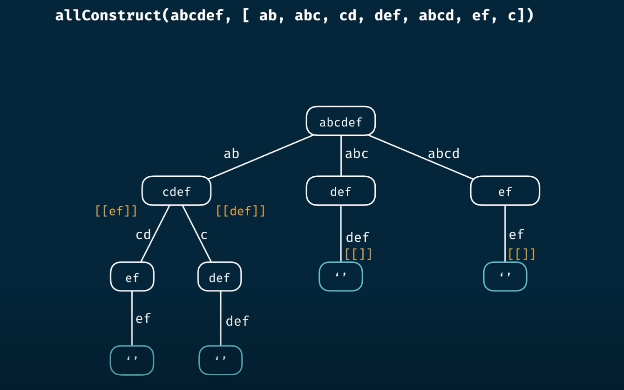 allConstruct(abcdef, [ ab, abc, cd, def, abcd, ef, c])
abcdef
ab
abc
abcd
cdef
def
ef
[[ef]]
[[def]]
cd
c
def
ef
[[]]
[[]]
ef
def
‘’
‘’
ef
def
‘’
‘’